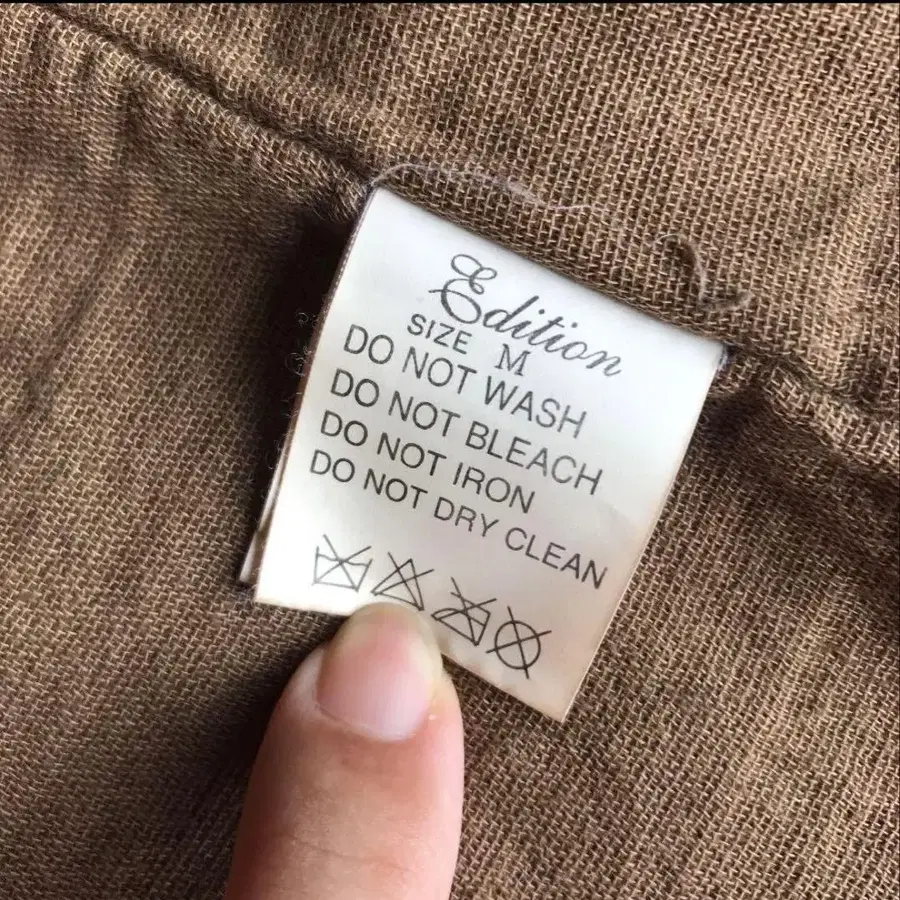 Edition
SIZE M
DO NOT WASH
DO NOT BLEACH
DO NOT IRON
DO NOT DRY CLEAN